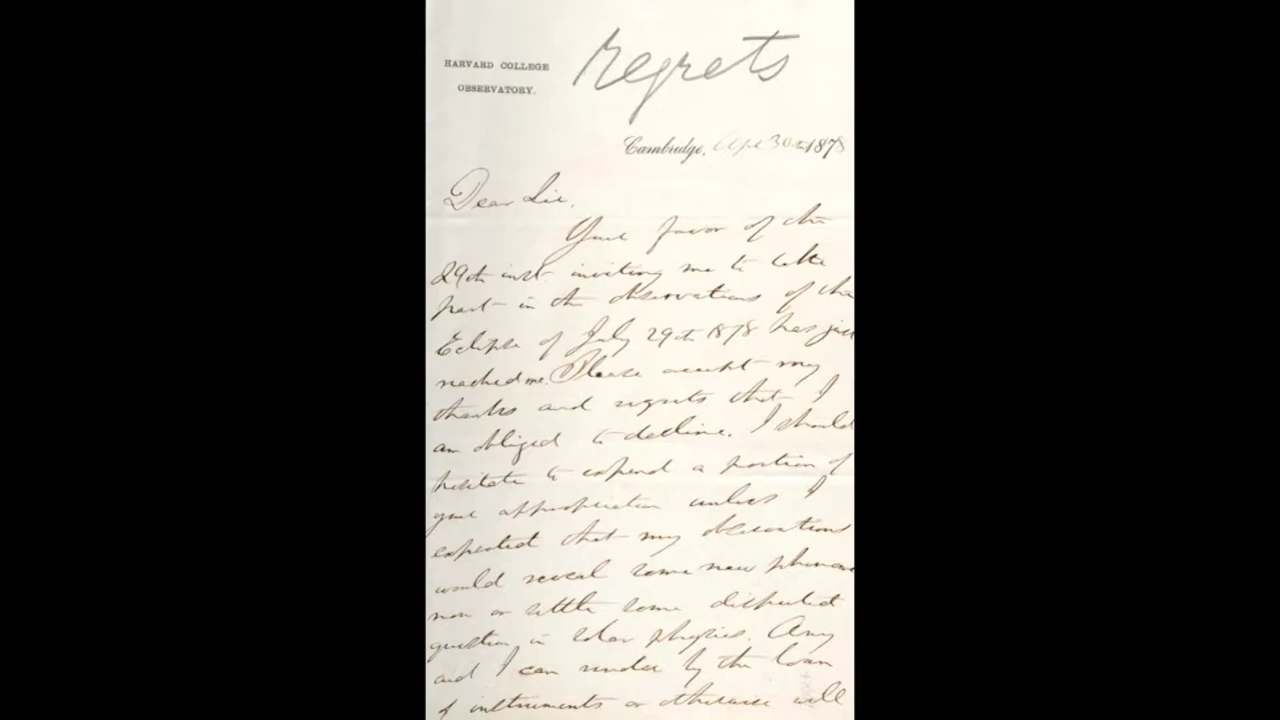 HARVARD COLLEGE
OBSERVATORY.
regrets
Cambridge, Apl 30th 1878
Dear Sir,
Your favor of the
29th inst. inviting me to take
part in the observations of the
Eclipse of July 29th 1878 has just
reached me. Please accept my
thanks and regrets that I
am obliged to decline. I should
hesitate to expend a portion of
your appropriation unless I
expected that my observations
would reveal some new phenome
non or settle some disputed
question in solar physics. Any
aid I can render by the loan
of instruments or otherwise will